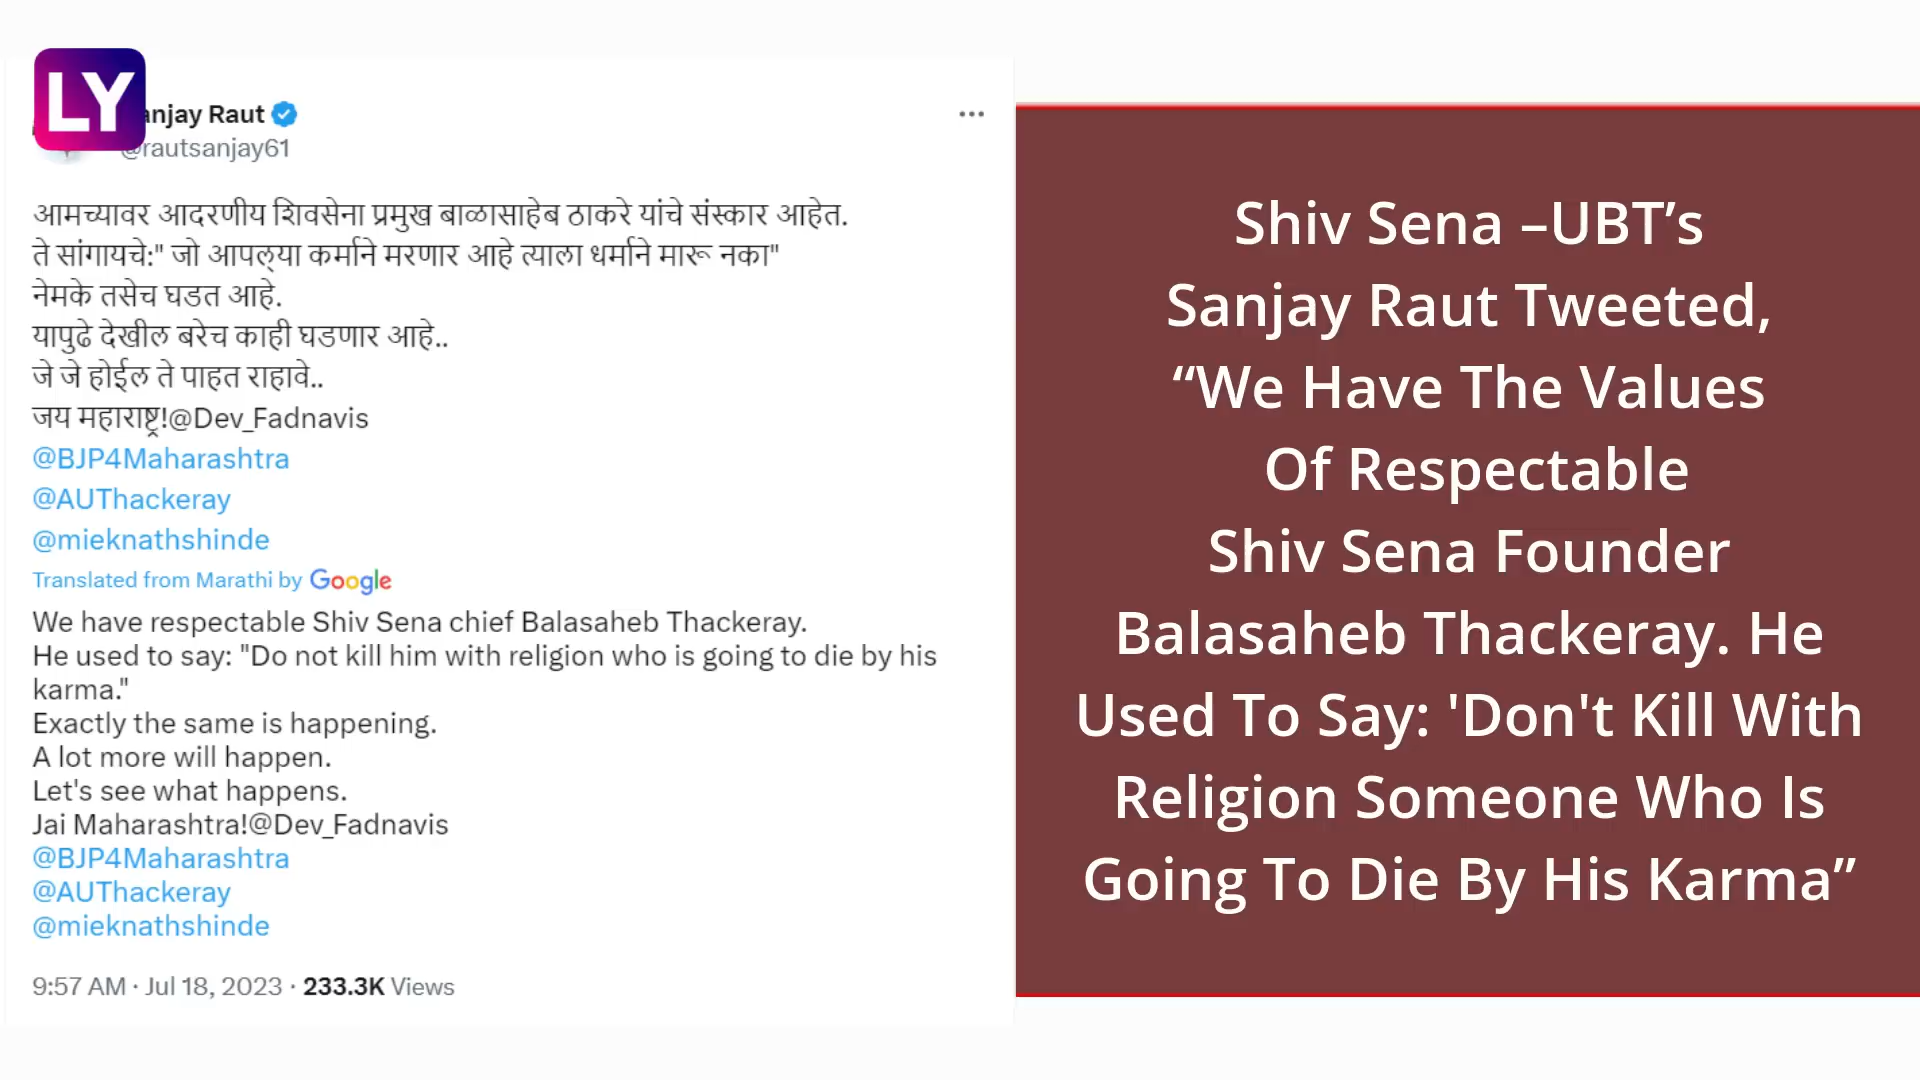 LY
anjay Raut
@rautsanjay61
आमच्यावर आदरणीय शिवसेना प्रमुख बाळासाहेब ठाकरे यांचे संस्कार आहेत.
ते सांगायचे:" जो आपल्या कर्माने मरणार आहे त्याला धर्माने मारू नका"
नेमके तसेच घडत आहे.
यापुढे देखील बरेच काही घडणार आहे..
जे जे होईल ते पाहत राहावे..
जय महाराष्ट्र!@Dev_Fadnavis
@BJP4Maharashtra
@AUThackeray
@mieknathshinde
Translated from Marathi by Google
We have respectable Shiv Sena chief Balasaheb Thackeray.
He used to say: "Do not kill him with religion who is going to die by his
karma."
Exactly the same is happening.
A lot more will happen.
Let's see what happens.
Jai Maharashtra!@Dev_Fadnavis
@BJP4Maharashtra
@AUThackeray
@mieknathshinde
9:57 AM · Jul 18, 2023 · 233.3K Views
Shiv Sena –UBT’s
Sanjay Raut Tweeted,
“We Have The Values
Of Respectable
Shiv Sena Founder
Balasaheb Thackeray. He
Used To Say: 'Don't Kill With
Religion Someone Who Is
Going To Die By His Karma”